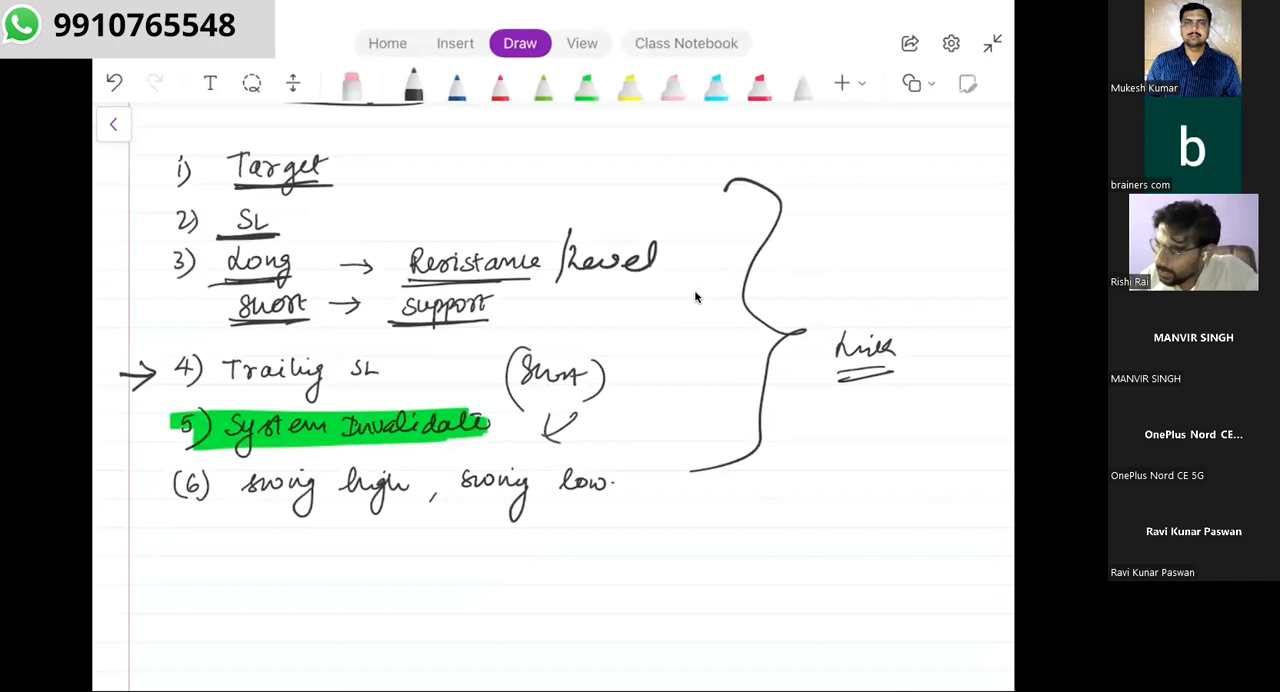 9910765548
Home Insert Draw View Class Notebook
1) Target
2) SL
3) Long → Resistance / Level
Short → support
→ 4) Trailing SL
(Short)
5) System Invalidate
(6) swing high, swing low.
Mukesh Kumar
b
brainers com
Rishi Rai
MANVIR SINGH
MANVIR SINGH
OnePlus Nord CE...
OnePlus Nord CE 5G
Ravi Kunar Paswan
Ravi Kunar Paswan